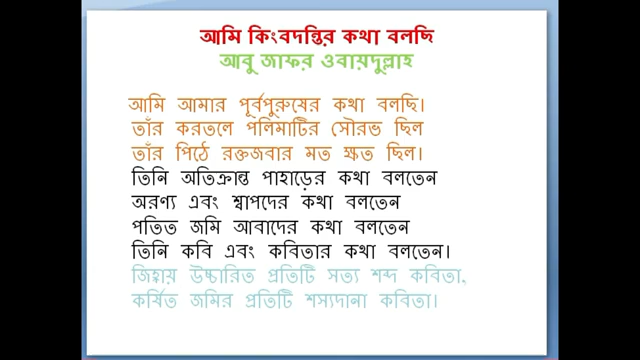 আমি কিংবদন্তির কথা বলছি
আবু জাফর ওবায়দুল্লাহ
আমি আমার পূর্বপুরুষের কথা বলছি।
তাঁর করতলে পলিমাটির সৌরভ ছিল
তাঁর পিঠে রক্তজবার মত ক্ষত ছিল।
তিনি অতিক্রান্ত পাহাড়ের কথা বলতেন
অরণ্য এবং শ্বাপদের কথা বলতেন
পতিত জমি আবাদের কথা বলতেন
তিনি কবি এবং কবিতার কথা বলতেন।
জিহ্বায় উচ্চারিত প্রতিটি সত্য শব্দ কবিতা,
কর্ষিত জমির প্রতিটি শস্যদানা কবিতা।